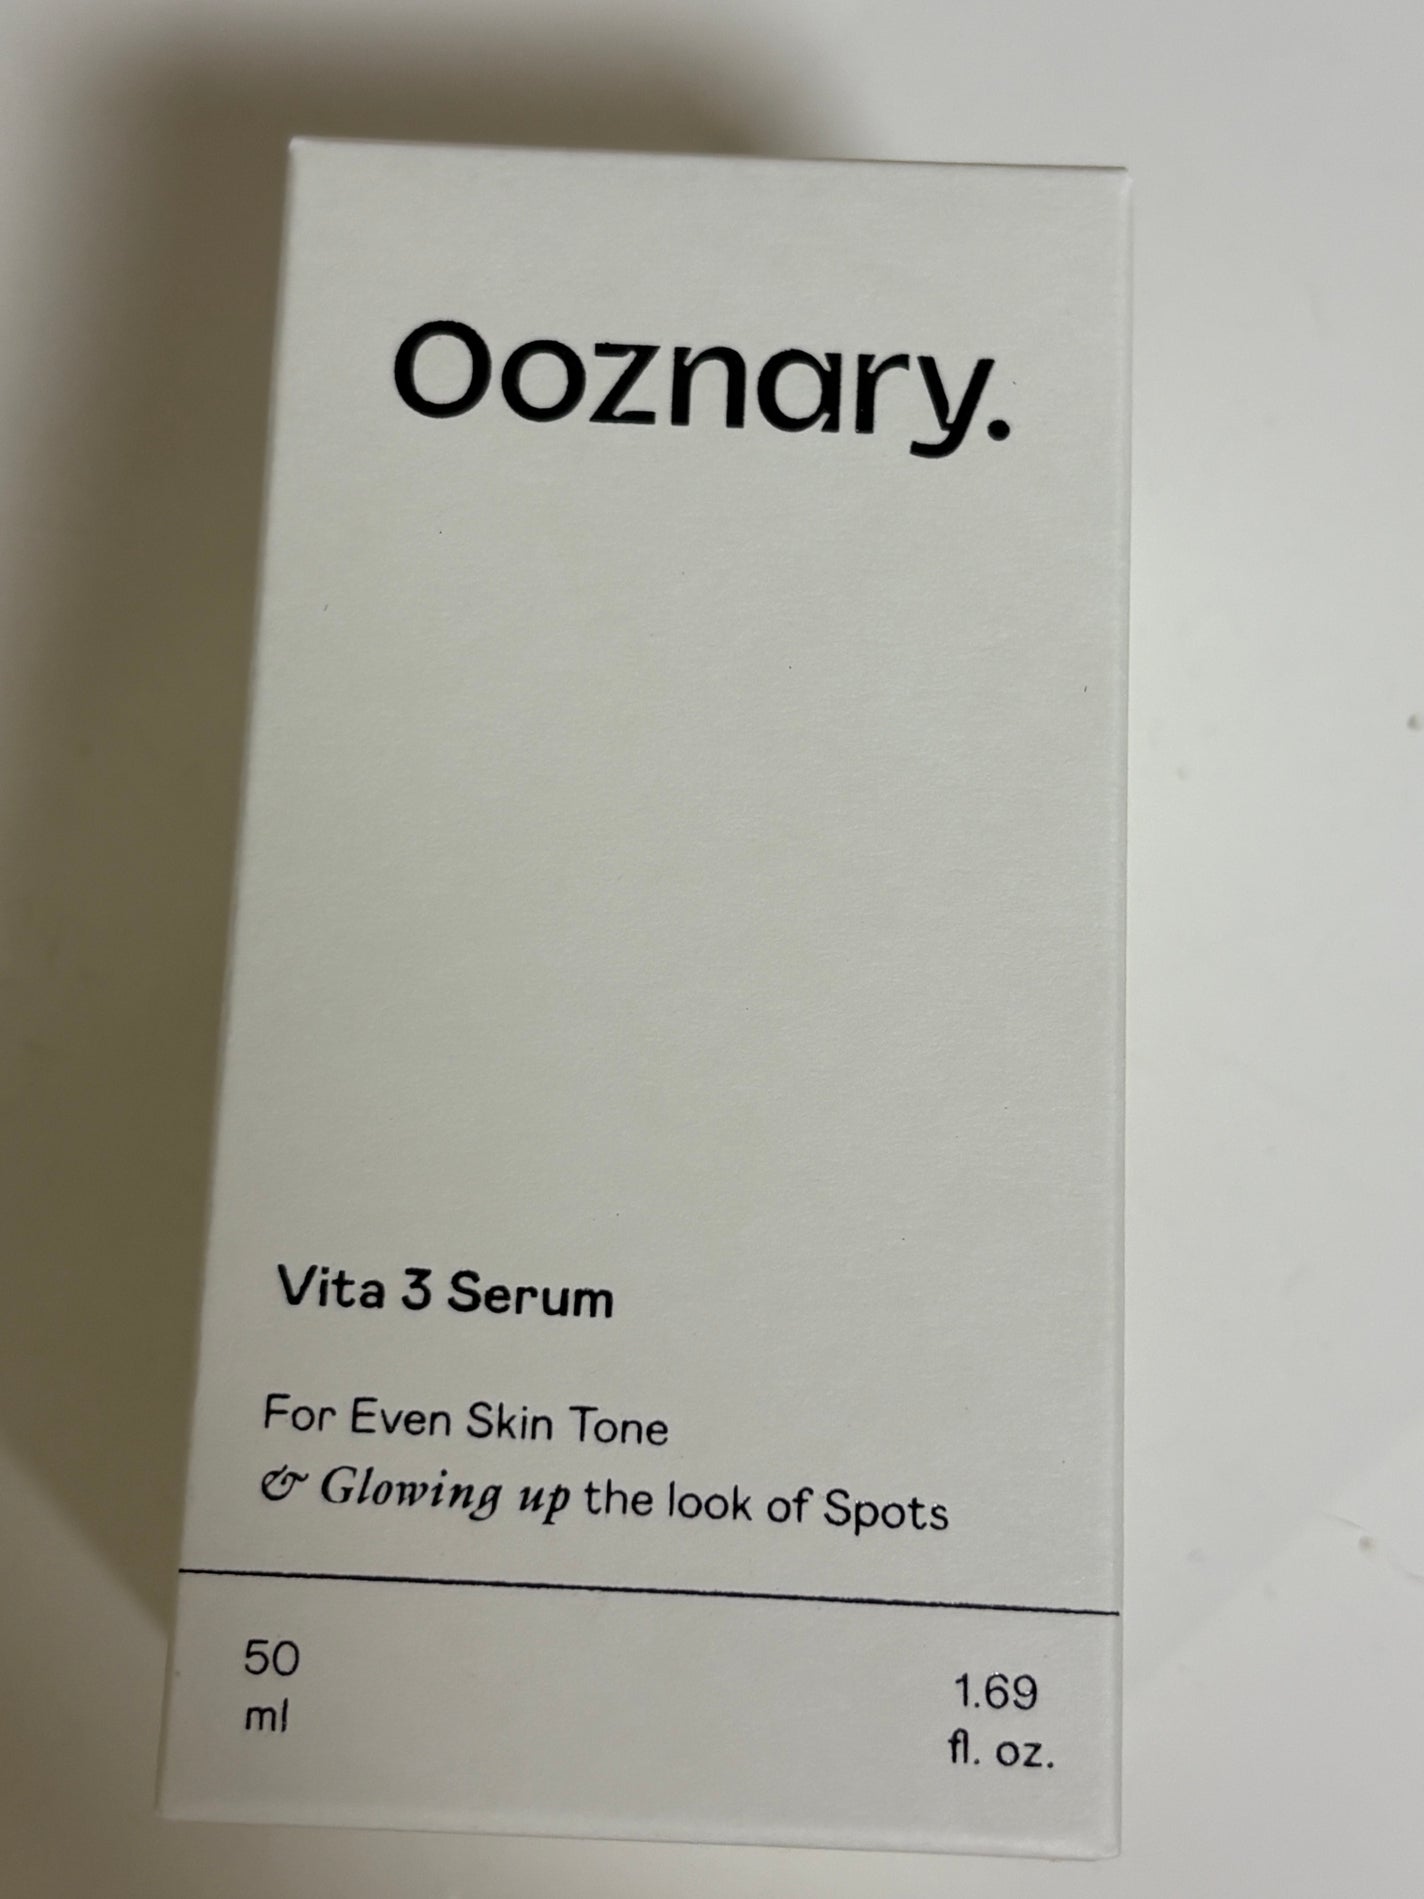 Ooznary.
Vita 3 Serum
For Even Skin Tone
& Glowing up the look of Spots
50
ml
1.69
fl. oz.